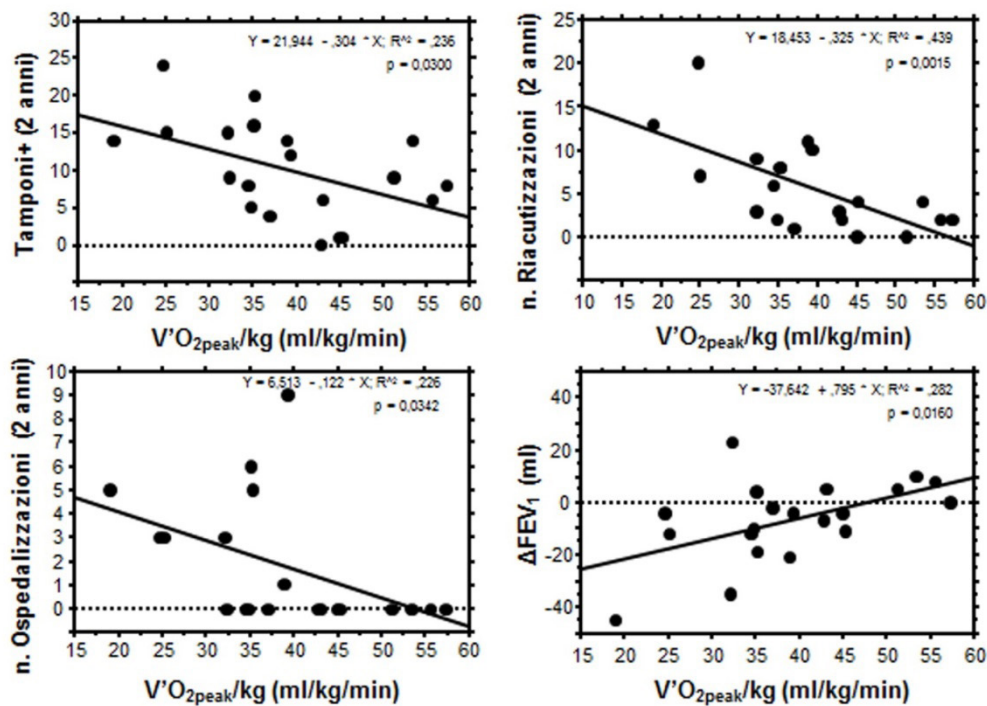 Tamponi+ (2 anni)
30
25
20
15
10
5
0
-5
Y = 21,944 - ,304 * X; R^2 = ,236
p = 0,0300
15 20 25 30 35 40 45 50 55 60
V'O2peak/kg (ml/kg/min)
n. Riacutizzazioni (2 anni)
25
20
15
10
5
0
-5
Y = 18,453 - ,325 * X; R^2 = ,439
p = 0,0015
10 15 20 25 30 35 40 45 50 55 60
V'O2peak/kg (ml/kg/min)
n. Ospedalizzazioni (2 anni)
10
9
8
7
6
5
4
3
2
1
0
-1
Y = 6,513 - ,122 * X; R^2 = ,226
p = 0,0342
15 20 25 30 35 40 45 50 55 60
V'O2peak/kg (ml/kg/min)
ΔFEV1 (ml)
40
20
0
-20
-40
Y = -37,642 + ,795 * X; R^2 = ,282
p = 0,0160
15 20 25 30 35 40 45 50 55 60
V'O2peak/kg (ml/kg/min)